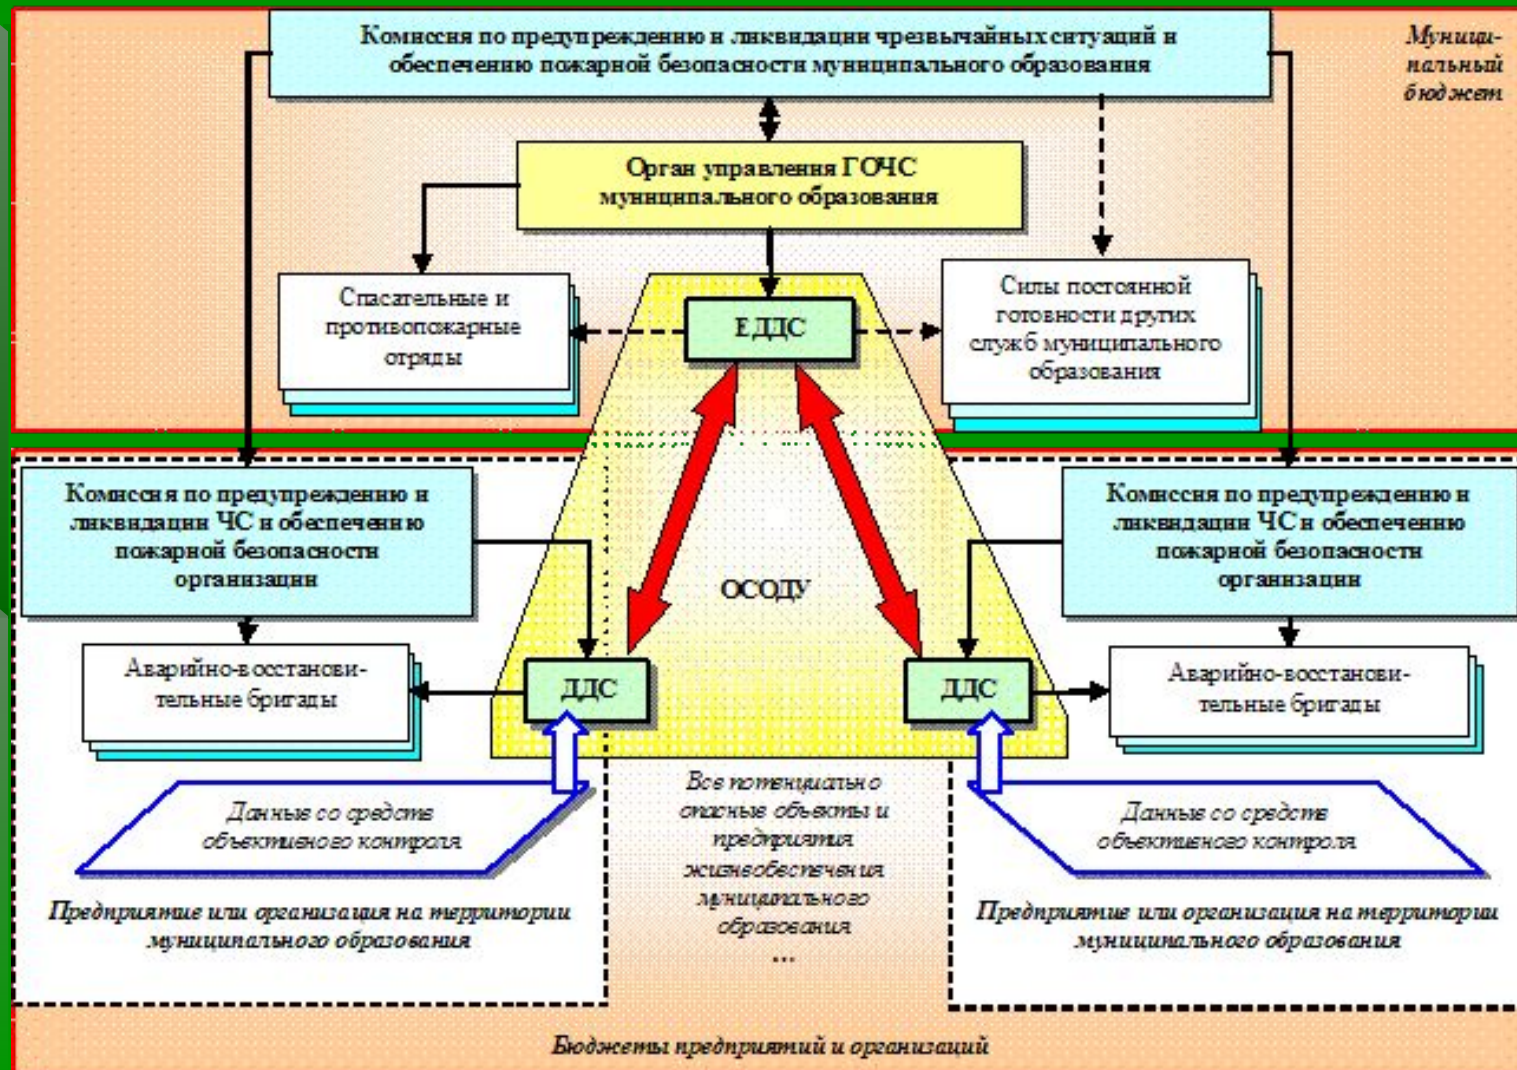 Комиссия по предупреждению и ликвидации чрезвычайных ситуаций и
обеспечению пожарной безопасности муниципального образования
Муници-
пальный
бюджет
Орган управления ГОЧС
муниципального образования
Спасательные и
противопожарные
отряды
ЕДДС
Силы постоянной
готовности других
служб муниципального
образования
Комиссия по предупреждению и
ликвидации ЧС и обеспечению
пожарной безопасности
организации
ОСОДУ
Комиссия по предупреждению и
ликвидации ЧС и обеспечению
пожарной безопасности
организации
Аварийно-восстанови-
тельные бригады
ДДС
ДДС
Аварийно-восстанови-
тельные бригады
Данные со средств
объективного контроля
Все потенциально
опасные объекты и
предприятия
жизнеобеспечения
муниципального
образования
...
Данные со средств
объективного контроля
Предприятие или организация на территории
муниципального образования
Предприятие или организация на территории
муниципального образования
Бюджеты предприятий и организаций